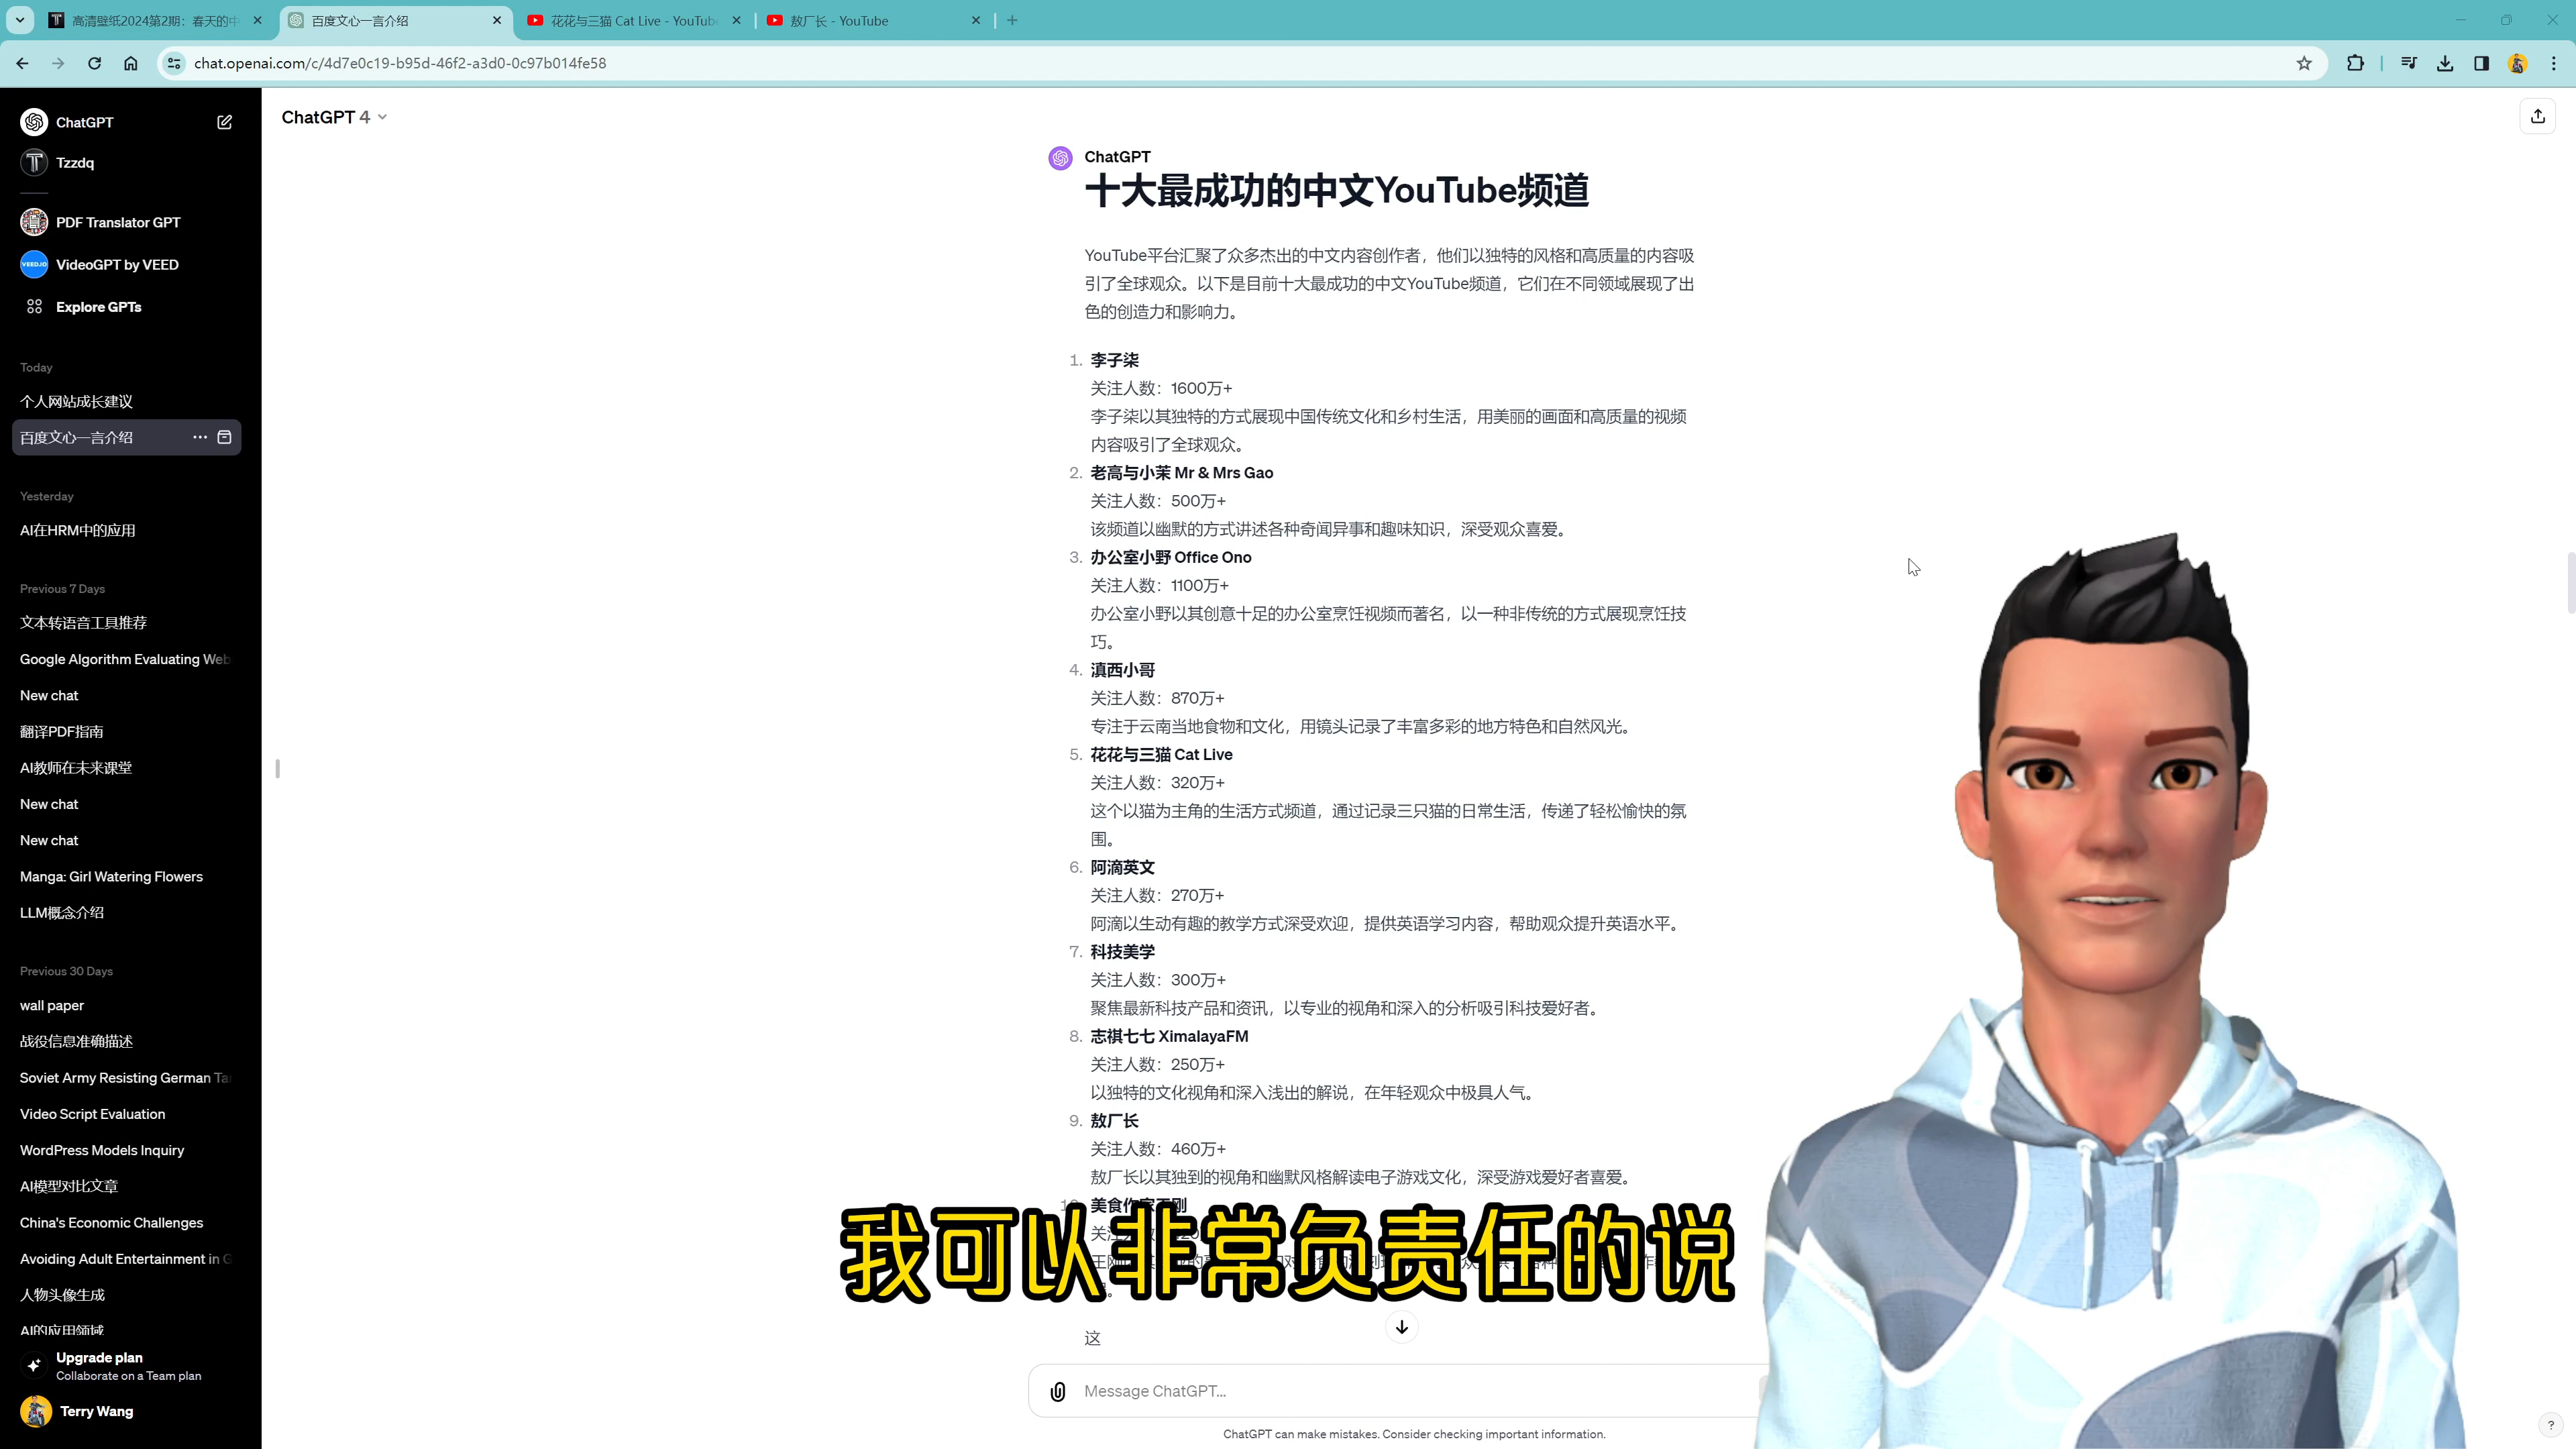 高清壁纸2024第2期：春天的中
百度文心一言介绍
花花与三猫 Cat Live - YouTube
敖厂长 - YouTube
chat.openai.com/c/4d7e0c19-b95d-46f2-a3d0-0c97b014fe58
ChatGPT
Tzzdq
PDF Translator GPT
VEED.IO
VideoGPT by VEED
Explore GPTs
Today
个人网站成长建议
百度文心一言介绍
Yesterday
AI在HRM中的应用
Previous 7 Days
文本转语音工具推荐
Google Algorithm Evaluating Web
New chat
翻译PDF指南
AI教师在未来课堂
New chat
New chat
Manga: Girl Watering Flowers
LLM概念介绍
Previous 30 Days
wall paper
战役信息准确描述
Soviet Army Resisting German Ta
Video Script Evaluation
WordPress Models Inquiry
AI模型对比文章
China's Economic Challenges
Avoiding Adult Entertainment in G
人物头像生成
AI的应用领域
Upgrade plan
Collaborate on a Team plan
Terry Wang
ChatGPT 4
ChatGPT
十大最成功的中文YouTube频道
YouTube平台汇聚了众多杰出的中文内容创作者，他们以独特的风格和高质量的内容吸
引了全球观众。以下是目前十大最成功的中文YouTube频道，它们在不同领域展现了出
色的创造力和影响力。
1. 李子柒
关注人数：1600万+
李子柒以其独特的方式展现中国传统文化和乡村生活，用美丽的画面和高质量的视频
内容吸引了全球观众。
2. 老高与小茉 Mr & Mrs Gao
关注人数：500万+
该频道以幽默的方式讲述各种奇闻异事和趣味知识，深受观众喜爱。
3. 办公室小野 Office Ono
关注人数：1100万+
办公室小野以其创意十足的办公室烹饪视频而著名，以一种非传统的方式展现烹饪技
巧。
4. 滇西小哥
关注人数：870万+
专注于云南当地食物和文化，用镜头记录了丰富多彩的地方特色和自然风光。
5. 花花与三猫 Cat Live
关注人数：320万+
这个以猫为主角的生活方式频道，通过记录三只猫的日常生活，传递了轻松愉快的氛
围。
6. 阿滴英文
关注人数：270万+
阿滴以生动有趣的教学方式深受欢迎，提供英语学习内容，帮助观众提升英语水平。
7. 科技美学
关注人数：300万+
聚焦最新科技产品和资讯，以专业的视角和深入的分析吸引科技爱好者。
8. 志祺七七 XimalayaFM
关注人数：250万+
以独特的文化视角和深入浅出的解说，在年轻观众中极具人气。
9. 敖厂长
关注人数：460万+
敖厂长以其独到的视角和幽默风格解读电子游戏文化，深受游戏爱好者喜爱。
美食作家王刚
我可以非常负责任的说
这
Message ChatGPT...
ChatGPT can make mistakes. Consider checking important information.
?